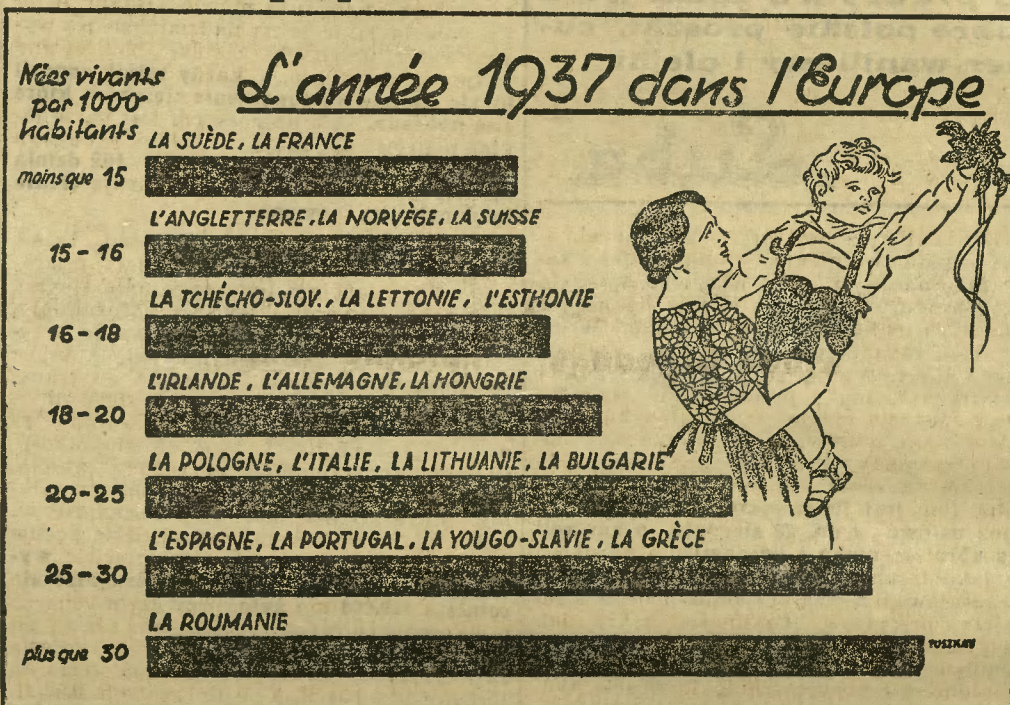 L'année 1937 dans l'Europe
Nées vivants
par 1000
habitants
LA SUÈDE, LA FRANCE
moins que 15
L'ANGLETTERRE, LA NORVÈGE, LA SUISSE
15-16
LA TCHÉCHO-SLOV., LA LETTONIE, L'ESTHONIE
16-18
L'IRLANDE, L'ALLEMAGNE, LA HONGRIE
18-20
LA POLOGNE, L'ITALIE, LA LITHUANIE, LA BULGARIE
20-25
L'ESPAGNE, LA PORTUGAL, LA YOUGO-SLAVIE, LA GRÈCE
25-30
LA ROUMANIE
plus que 30